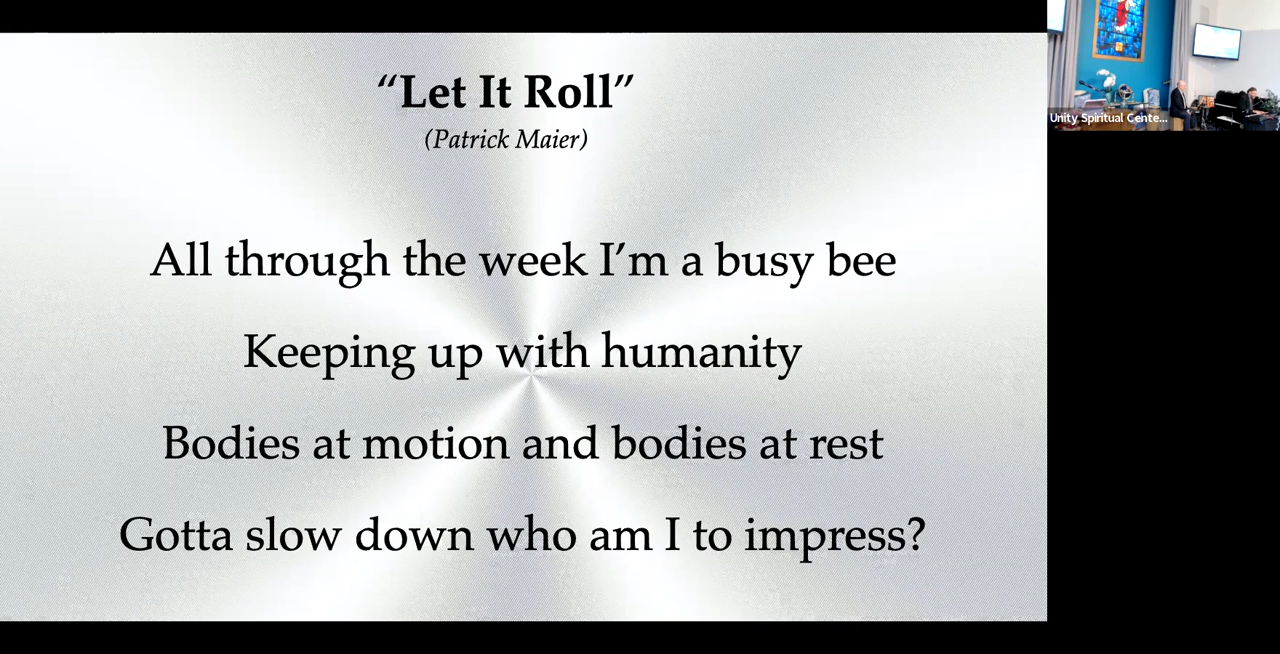 “Let It Roll”
(Patrick Maier)
All through the week I’m a busy bee
Keeping up with humanity
Bodies at motion and bodies at rest
Gotta slow down who am I to impress?
Unity Spiritual Cente...